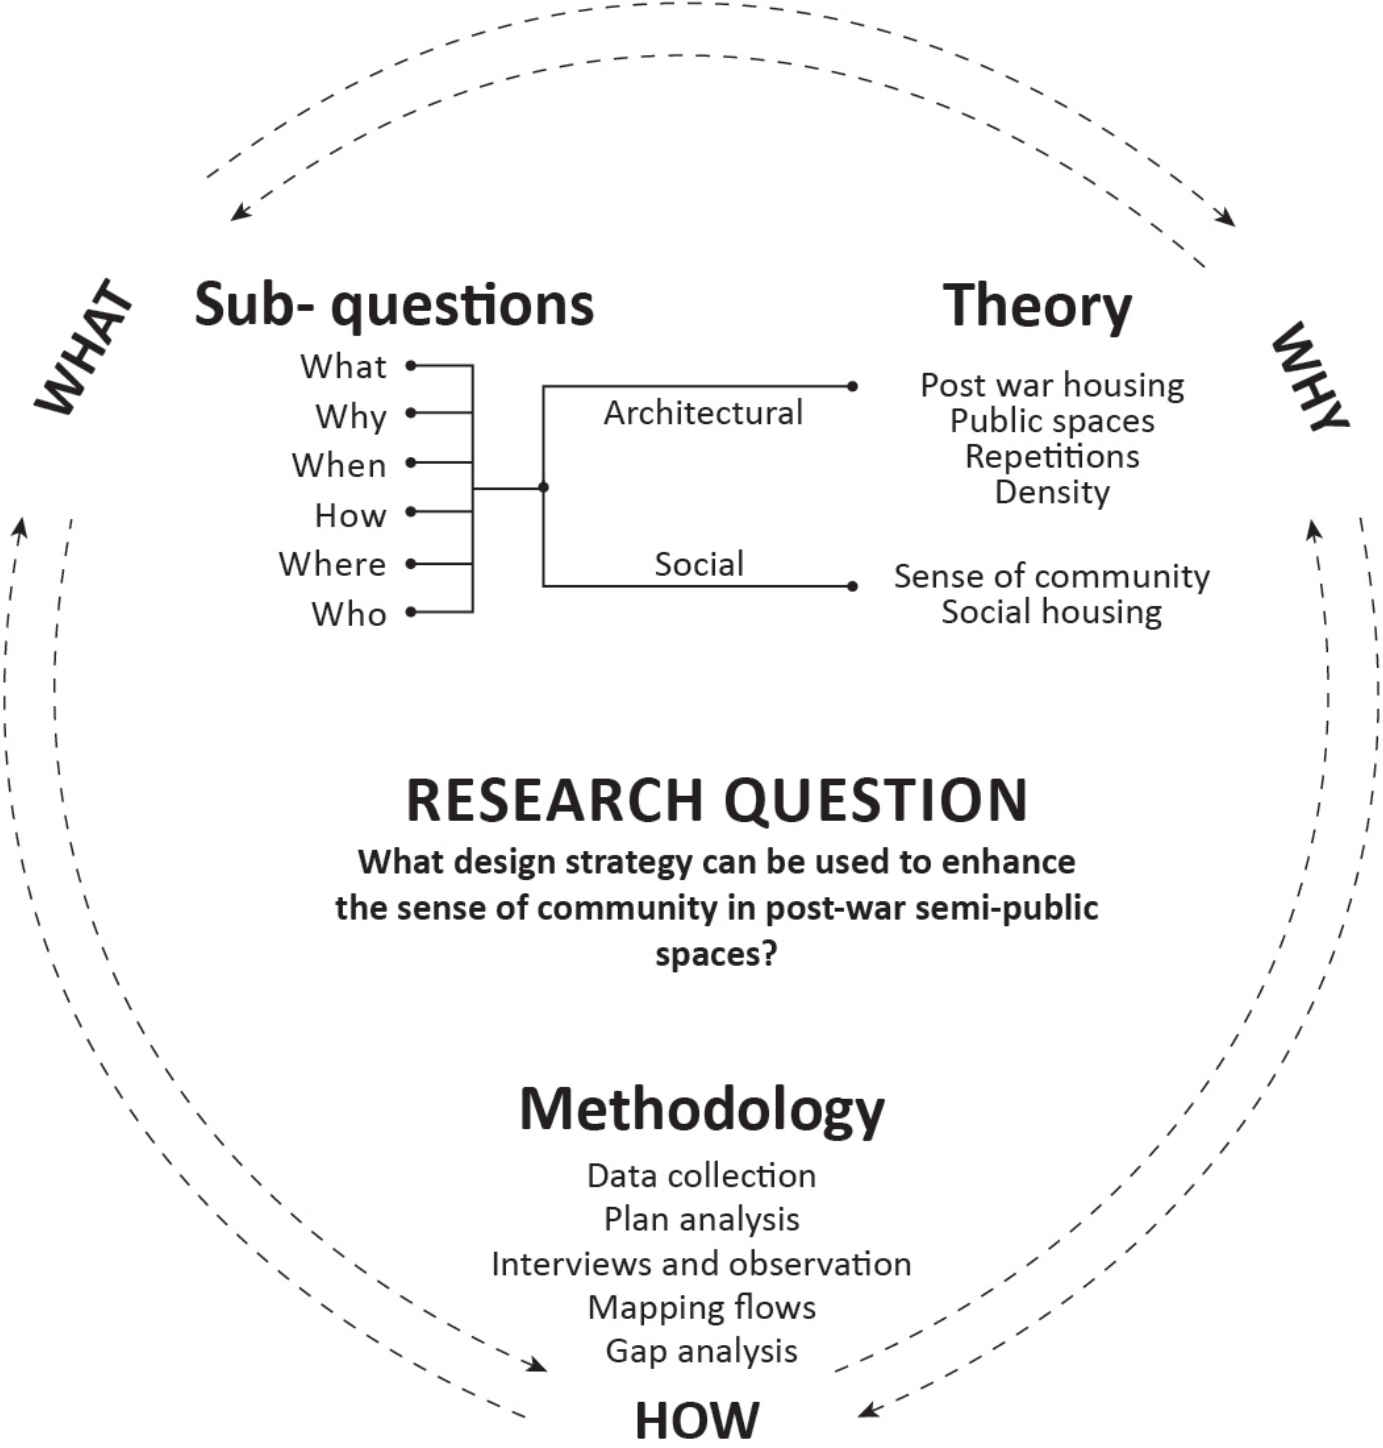 WHAT
Sub- questions
What
Why
When
How
Where
Who
Architectural
Social
Theory
Post war housing
Public spaces
Repetitions
Density
Sense of community
Social housing
WHY
RESEARCH QUESTION
What design strategy can be used to enhance
the sense of community in post-war semi-public
spaces?
Methodology
Data collection
Plan analysis
Interviews and observation
Mapping flows
Gap analysis
HOW